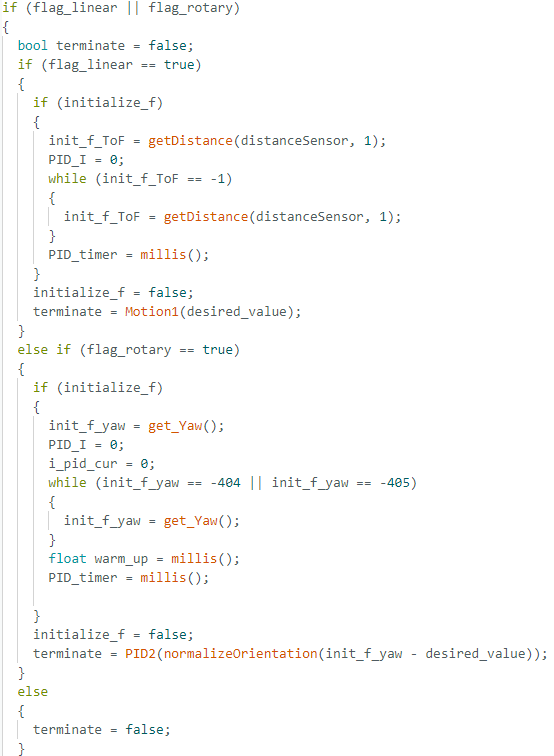 if (flag_linear || flag_rotary)
{
  bool terminate = false;
  if (flag_linear == true)
  {
    if (initialize_f)
    {
      init_f_ToF = getDistance(distanceSensor, 1);
      PID_I = 0;
      while (init_f_ToF == -1)
      {
        init_f_ToF = getDistance(distanceSensor, 1);
      }
      PID_timer = millis();
    }
    initialize_f = false;
    terminate = Motion1(desired_value);
  }
  else if (flag_rotary == true)
  {
    if (initialize_f)
    {
      init_f_yaw = get_Yaw();
      PID_I = 0;
      i_pid_cur = 0;
      while (init_f_yaw == -404 || init_f_yaw == -405)
      {
        init_f_yaw = get_Yaw();
      }
      float warm_up = millis();
      PID_timer = millis();

    }
    initialize_f = false;
    terminate = PID2(normalizeOrientation(init_f_yaw - desired_value));
  }
  else
  {
    terminate = false;
  }